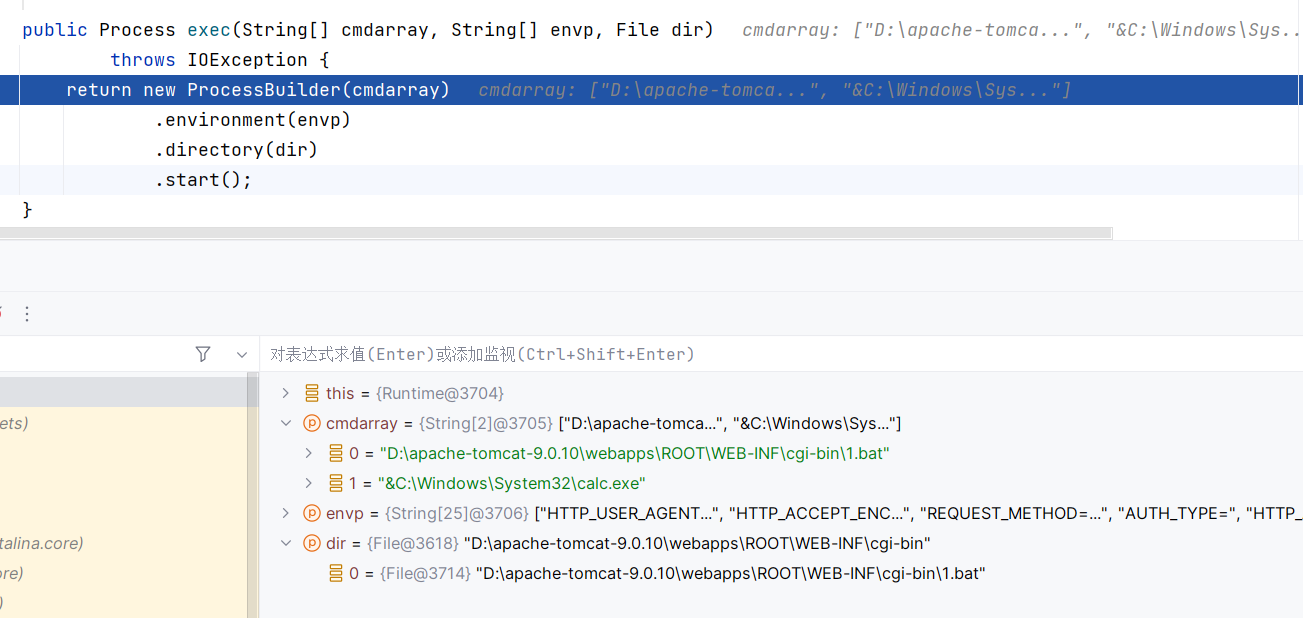 public Process exec(String[] cmdarray, String[] envp, File dir) cmdarray: ["D:\apache-tomca...", "&C:\Windows\Sys..
throws IOException {
return new ProcessBuilder(cmdarray) cmdarray: ["D:\apache-tomca...", "&C:\Windows\Sys..."]
.environment(envp)
.directory(dir)
.start();
}
对表达式求值(Enter)或添加监视(Ctrl+Shift+Enter)
this = {Runtime@3704}
ets)
cmdarray = {String[2]@3705} ["D:\apache-tomca...", "&C:\Windows\Sys..."]
0 = "D:\apache-tomcat-9.0.10\webapps\ROOT\WEB-INF\cgi-bin\1.bat"
1 = "&C:\Windows\System32\calc.exe"
envp = {String[25]@3706} ["HTTP_USER_AGENT...", "HTTP_ACCEPT_ENC...", "REQUEST_METHOD=...", "AUTH_TYPE=", "HTTP_
talina.core)
dir = {File@3618} "D:\apache-tomcat-9.0.10\webapps\ROOT\WEB-INF\cgi-bin"
ore)
0 = {File@3714} "D:\apache-tomcat-9.0.10\webapps\ROOT\WEB-INF\cgi-bin\1.bat"
)